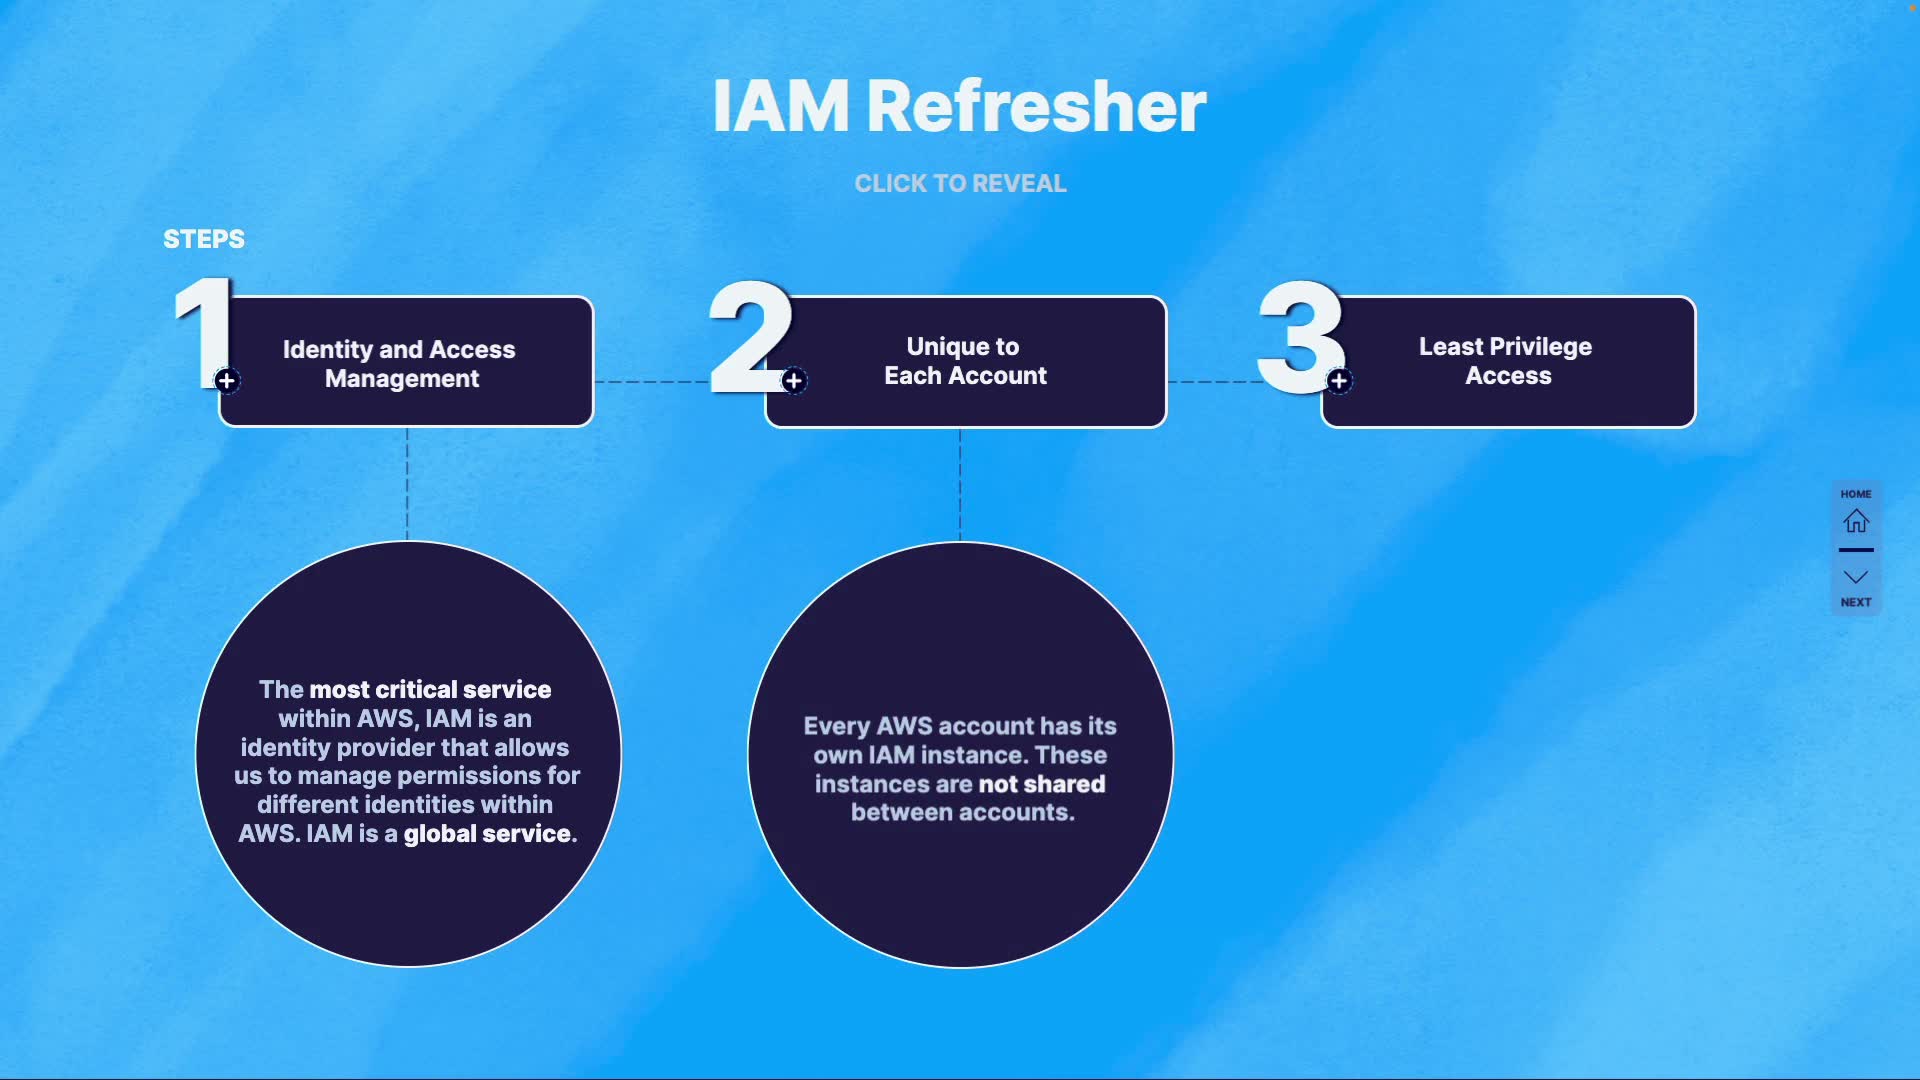 IAM Refresher
CLICK TO REVEAL
STEPS
1
Identity and Access
Management
2
Unique to
Each Account
3
Least Privilege
Access
The most critical service
within AWS, IAM is an
identity provider that allows
us to manage permissions for
different identities within
AWS. IAM is a global service.
Every AWS account has its
own IAM instance. These
instances are not shared
between accounts.
HOME
NEXT